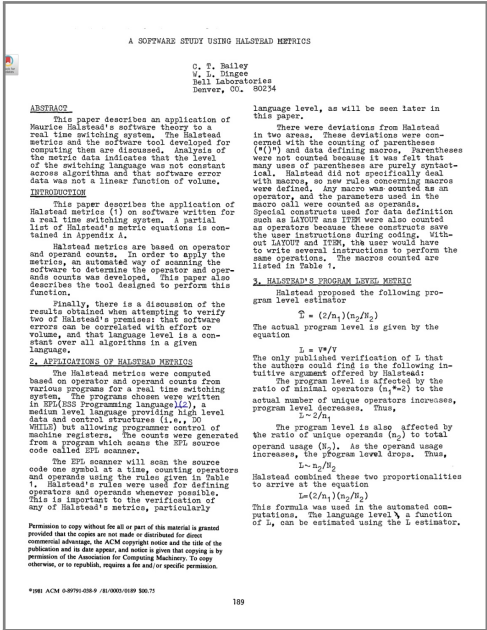 A SOFTWARE STUDY USING HALSTEAD METRICS
C. T. Bailey
W. L. Dingee
Bell Laboratories
Denver, CO. 80234
ABSTRACT
This paper describes an application of
Maurice Halstead's software theory to a
real time switching system. The Halstead
metrics and the software tool developed for
computing them are discussed. Analysis of
the metric data indicates that the level
of the switching language was not constant
across algorithms and that software error
data was not a linear function of volume.
INTRODUCTION
This paper describes the application of
Halstead metrics (1) on software written for
a real time switching system. A partial
list of Halstead's metric equations is con-
tained in Appendix A.
Halstead metrics are based on operator
and operand counts. In order to apply the
metrics, an automated way of scanning the
software to determine the operator and oper-
ands counts was developed. This paper also
describes the tool designed to perform this
function.
Finally, there is a discussion of the
results obtained when attempting to verify
two of Halstead's premises: that software
errors can be correlated with effort or
volume, and that language level is a con-
stant over all algorithms in a given
language.
2. APPLICATIONS OF HALSTEAD METRICS
The Halstead metrics were computed
based on operator and operand counts from
various programs for a real time switching
system. The programs chosen were written
in EPL(ESS Programming language)(2), a
medium level language providing high level
data and control structures (i.e., DO
WHILE) but allowing programmer control of
machine registers. The counts were generated
from a program which scans the EPL source
code called EPL scanner.
The EPL scanner will scan the source
code one symbol at a time, counting operators
and operands using the rules given in Table
1. Halstead's rules were used for defining
operators and operands whenever possible.
This is important to the verification of
any of Halstead's metrics, particularly
Permission to copy without fee all or part of this material is granted
provided that the copies are not made or distributed for direct
commercial advantage, the ACM copyright notice and the title of the
publication and its date appear, and notice is given that copying is by
permission of the Association for Computing Machinery. To copy
otherwise, or to republish, requires a fee and/or specific permission.
©1981 ACM 0-89791-038-9 /81/0003/0189 $00.75
language level, as will be seen later in
this paper.
There were deviations from Halstead
in two areas. These deviations were con-
cerned with the counting of parentheses
("()") and data defining macros. Parentheses
were not counted because it was felt that
many uses of parentheses are purely syntact-
ical. Halstead did not specifically deal
with macros, so new rules concerning macros
were defined. Any macro was counted as an
operator, and the parameters used in the
macro call were counted as operands.
Special constructs used for data definition
such as LAYOUT ans ITEM were also counted
as operators because these constructs save
the user instructions during coding. With-
out LAYOUT and ITEM, the user would have
to write several instructions to perform the
same operations. The macros counted are
listed in Table 1.
3. HALSTEAD'S PROGRAM LEVEL METRIC
Halstead proposed the following pro-
gram level estimator
L̂ = (2/n₁)(n₂/N₂)
The actual program level is given by the
equation
L = V*/V
The only published verification of L that
the authors could find is the following in-
tuitive argument offered by Halstead:
The program level is affected by the
ratio of minimal operators (n₁*=2) to the
actual number of unique operators increases,
program level decreases. Thus,
L ~ 2/n₁
The program level is also affected by
the ratio of unique operands (n₂) to total
operand usage (N₂). As the operand usage
increases, the program level drops. Thus,
L~ n₂/N₂
Halstead combined these two proportionalities
to arrive at the equation
L=(2/n₁)(n₂/N₂)
This formula was used in the automated com-
putations. The language level λ, a function
of L, can be estimated using the L estimator.
189